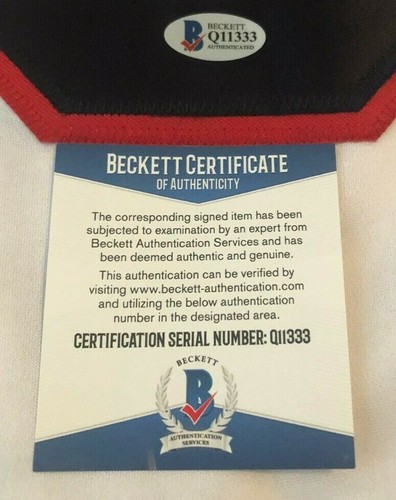 BECKETT
B
Q11333
AUTHENTICATED
BECKETT CERTIFICATE
OF AUTHENTICITY
The corresponding signed item has been
subjected to examination by an expert from
Beckett Authentication Services and has
been deemed authentic and genuine.
This authentication can be verified by
visiting www.beckett-authentication.com
and utilizing the below authentication
number in the designated area.
CERTIFICATION SERIAL NUMBER: Q11333
BECKETT
B
AUTHENTICATION
SERVICES